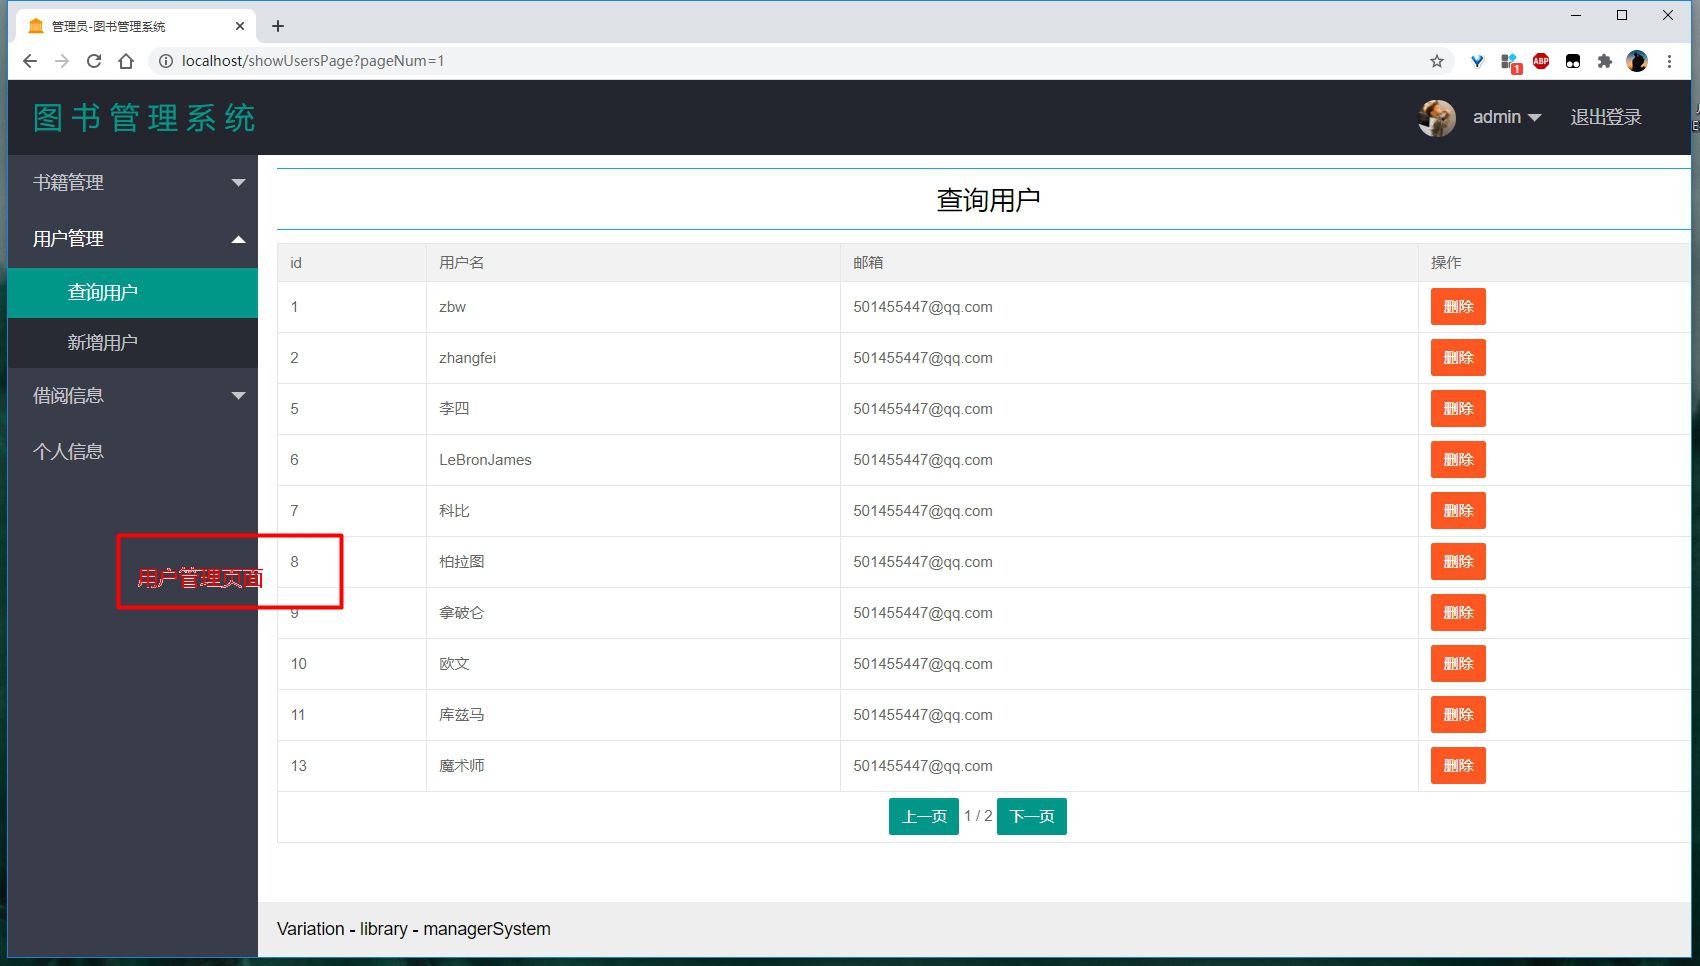 管理员-图书管理系统
localhost/showUsersPage?pageNum=1
1
ABP
图书管理系统
admin
退出登录
书籍管理
用户管理
查询用户
新增用户
借阅信息
个人信息
用户管理页面
查询用户
id 用户名 邮箱 操作
1 zbw 501455447@qq.com 删除
2 zhangfei 501455447@qq.com 删除
5 李四 501455447@qq.com 删除
6 LeBronJames 501455447@qq.com 删除
7 科比 501455447@qq.com 删除
8 柏拉图 501455447@qq.com 删除
9 拿破仑 501455447@qq.com 删除
10 欧文 501455447@qq.com 删除
11 库兹马 501455447@qq.com 删除
13 魔术师 501455447@qq.com 删除
上一页 1 / 2 下一页
Variation - library - managerSystem